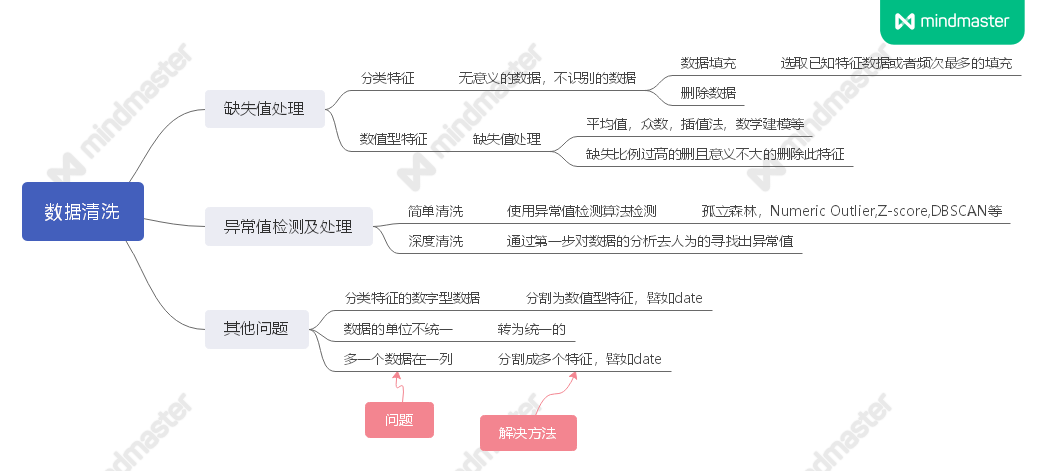 mindmaster
数据清洗
缺失值处理
分类特征
无意义的数据，不识别的数据
数据填充
选取已知特征数据或者频次最多的填充
删除数据
数值型特征
缺失值处理
平均值，众数，插值法，数学建模等
缺失比例过高的删且意义不大的删除此特征
异常值检测及处理
简单清洗
使用异常值检测算法检测
孤立森林，Numeric Outlier,Z-score,DBSCAN等
深度清洗
通过第一步对数据的分析去人为的寻找出异常值
其他问题
分类特征的数字型数据
分割为数值型特征，譬如date
数据的单位不统一
转为统一的
多一个数据在一列
分割成多个特征，譬如date
问题
解决方法
mindmaster
mindmaster
mindmaster
mindmaster
mindmaster
mindmaster